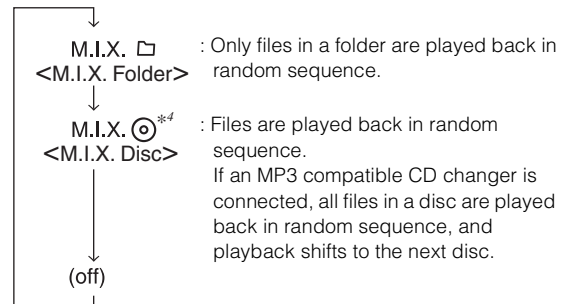 M.I.X. : Only files in a folder are played back in
<M.I.X. Folder> random sequence.
M.I.X. *4 : Files are played back in random
<M.I.X. Disc> sequence.
If an MP3 compatible CD changer is
connected, all files in a disc are played
back in random sequence, and
playback shifts to the next disc.
(off)